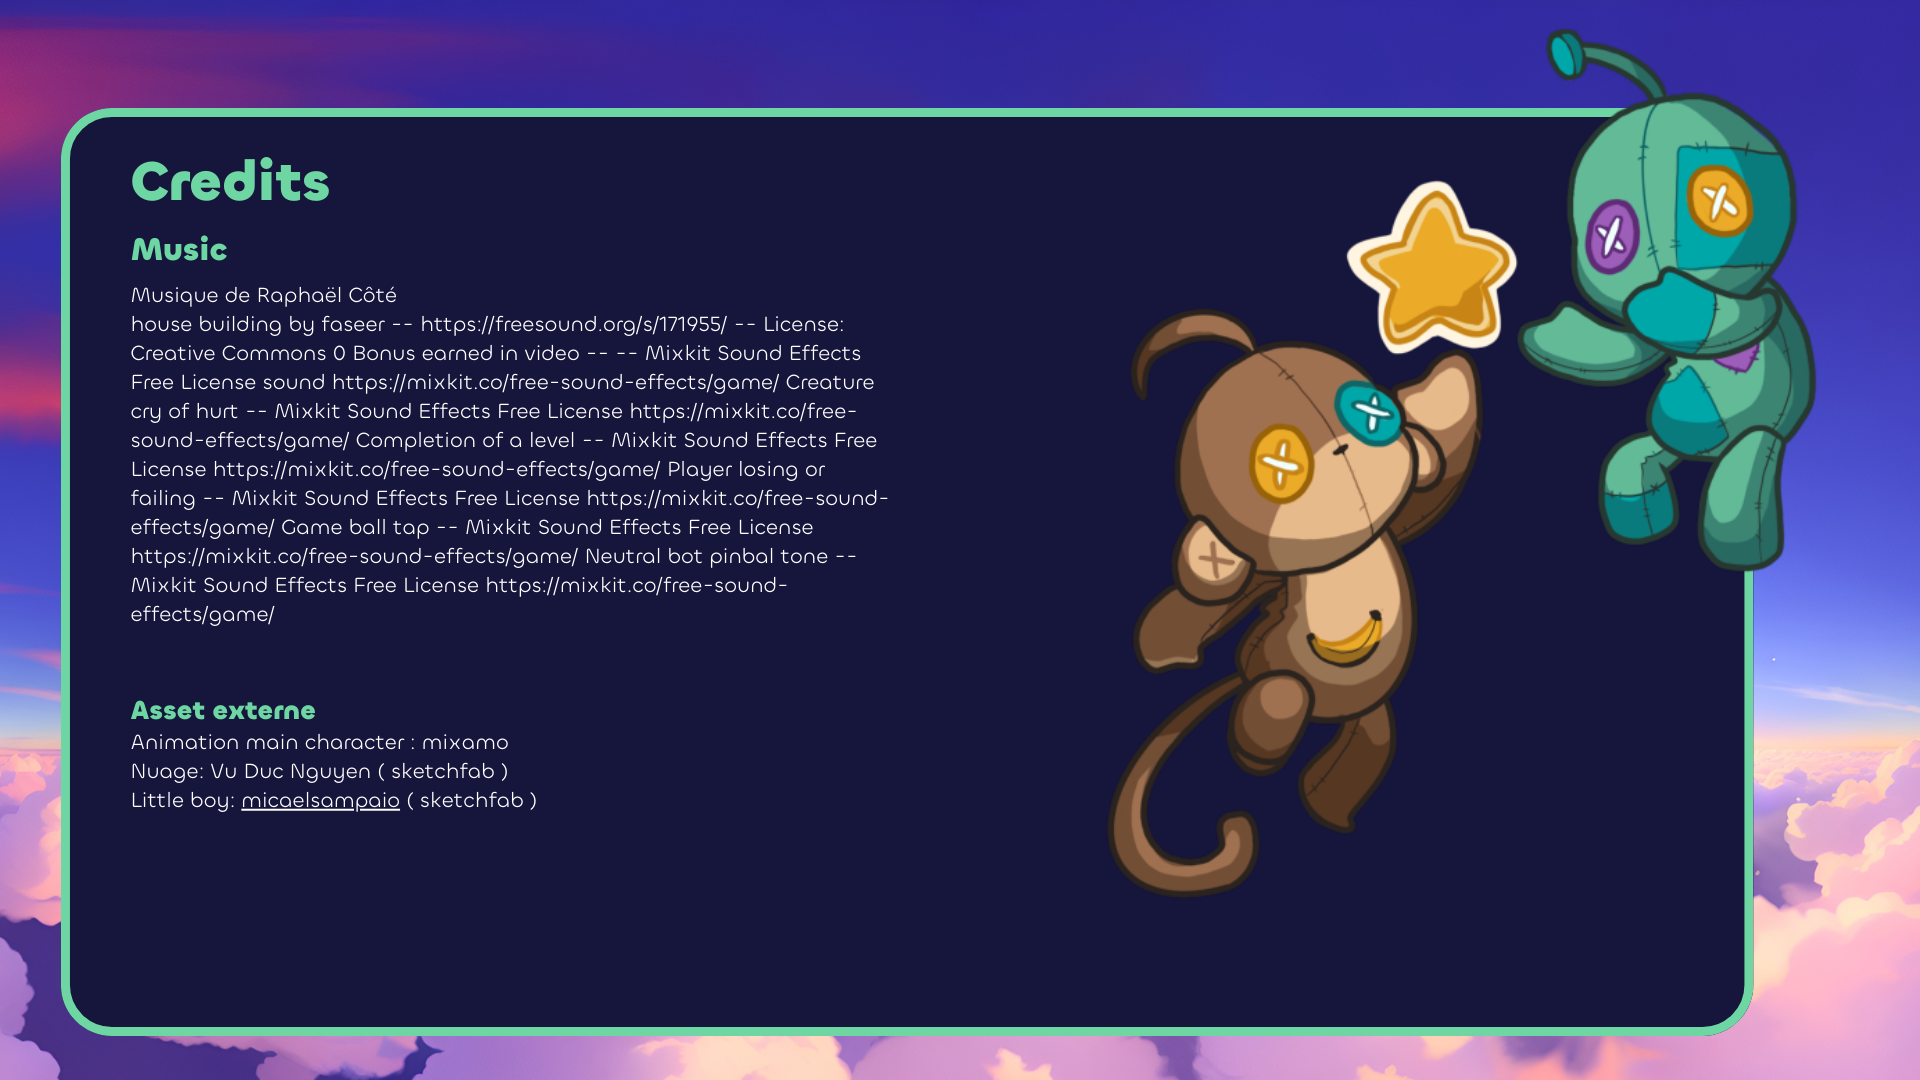 Credits
Music
Musique de Raphaël Côté
house building by faseer -- https://freesound.org/s/171955/ -- License:
Creative Commons 0 Bonus earned in video -- -- Mixkit Sound Effects
Free License sound https://mixkit.co/free-sound-effects/game/ Creature
cry of hurt -- Mixkit Sound Effects Free License https://mixkit.co/free-
sound-effects/game/ Completion of a level -- Mixkit Sound Effects Free
License https://mixkit.co/free-sound-effects/game/ Player losing or
failing -- Mixkit Sound Effects Free License https://mixkit.co/free-sound-
effects/game/ Game ball tap -- Mixkit Sound Effects Free License
https://mixkit.co/free-sound-effects/game/ Neutral bot pinbal tone --
Mixkit Sound Effects Free License https://mixkit.co/free-sound-
effects/game/
Asset externe
Animation main character : mixamo
Nuage: Vu Duc Nguyen ( sketchfab )
Little boy: micaelsampaio ( sketchfab )